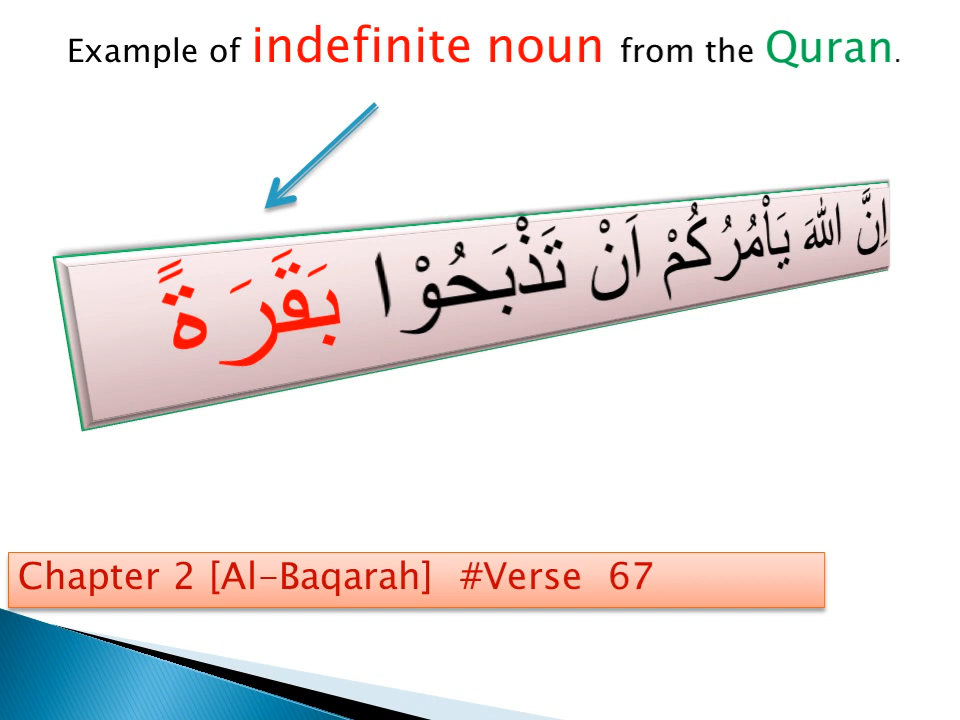 Example of indefinite noun from the Quran.
اِنَّ اللّٰهَ يَاْمُرُكُمْ اَنْ تَذْبَحُوْا بَقَرَةً
Chapter 2 [Al-Baqarah] #Verse 67